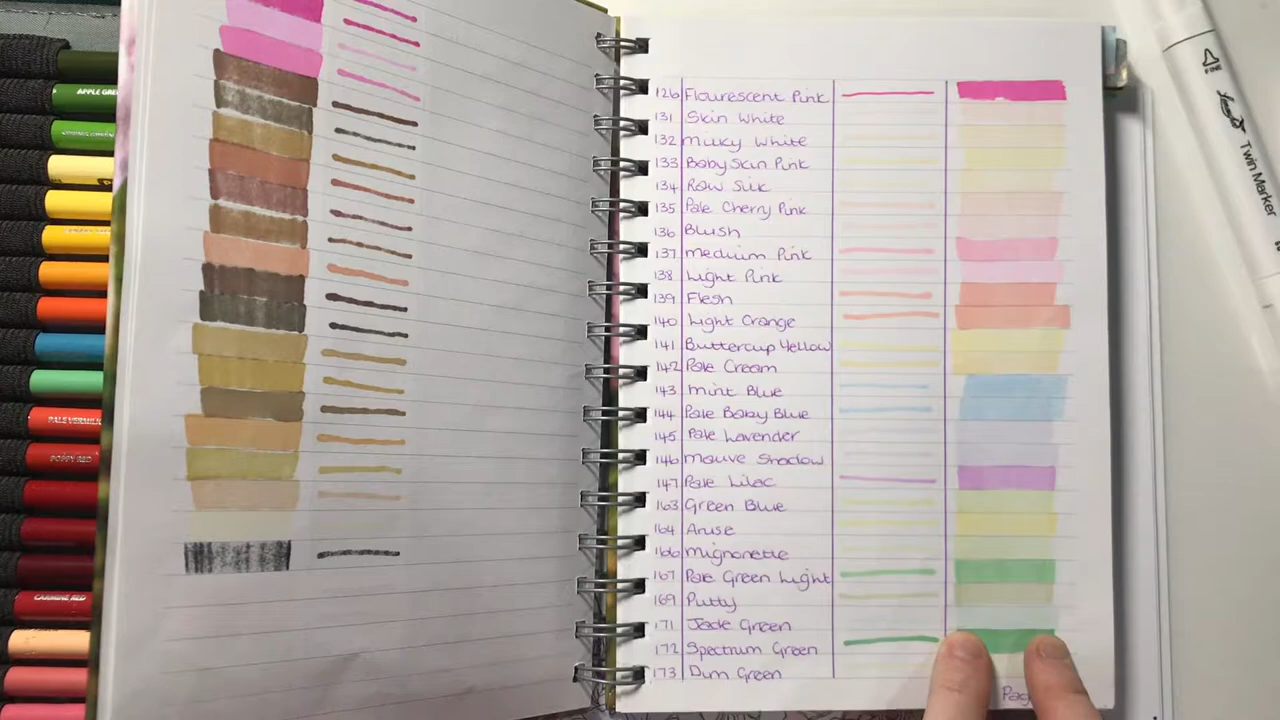 APPLE GREEN
PALE VERMILI
POPPY RED
CARMINE RED
126 Flourescent Pink
131 Skin White
132 Milky White
133 Baby Skin Pink
134 Raw Silk
135 Pale Cherry Pink
136 Blush
137 medium Pink
138 Light Pink
139 Flesh
140 Light Orange
141 Buttercup Yellow
142 Pale Cream
143 mint Blue
144 Pale Baby Blue
145 Pale Lavender
146 mauve Shadow
147 Pale Lilac
163 Green Blue
164 Anise
166 mignonette
167 Pale Green Light
169 Putty
171 Jade Green
172 Spectrum Green
173 Dim Green
Pag
FINE
Twin Marker